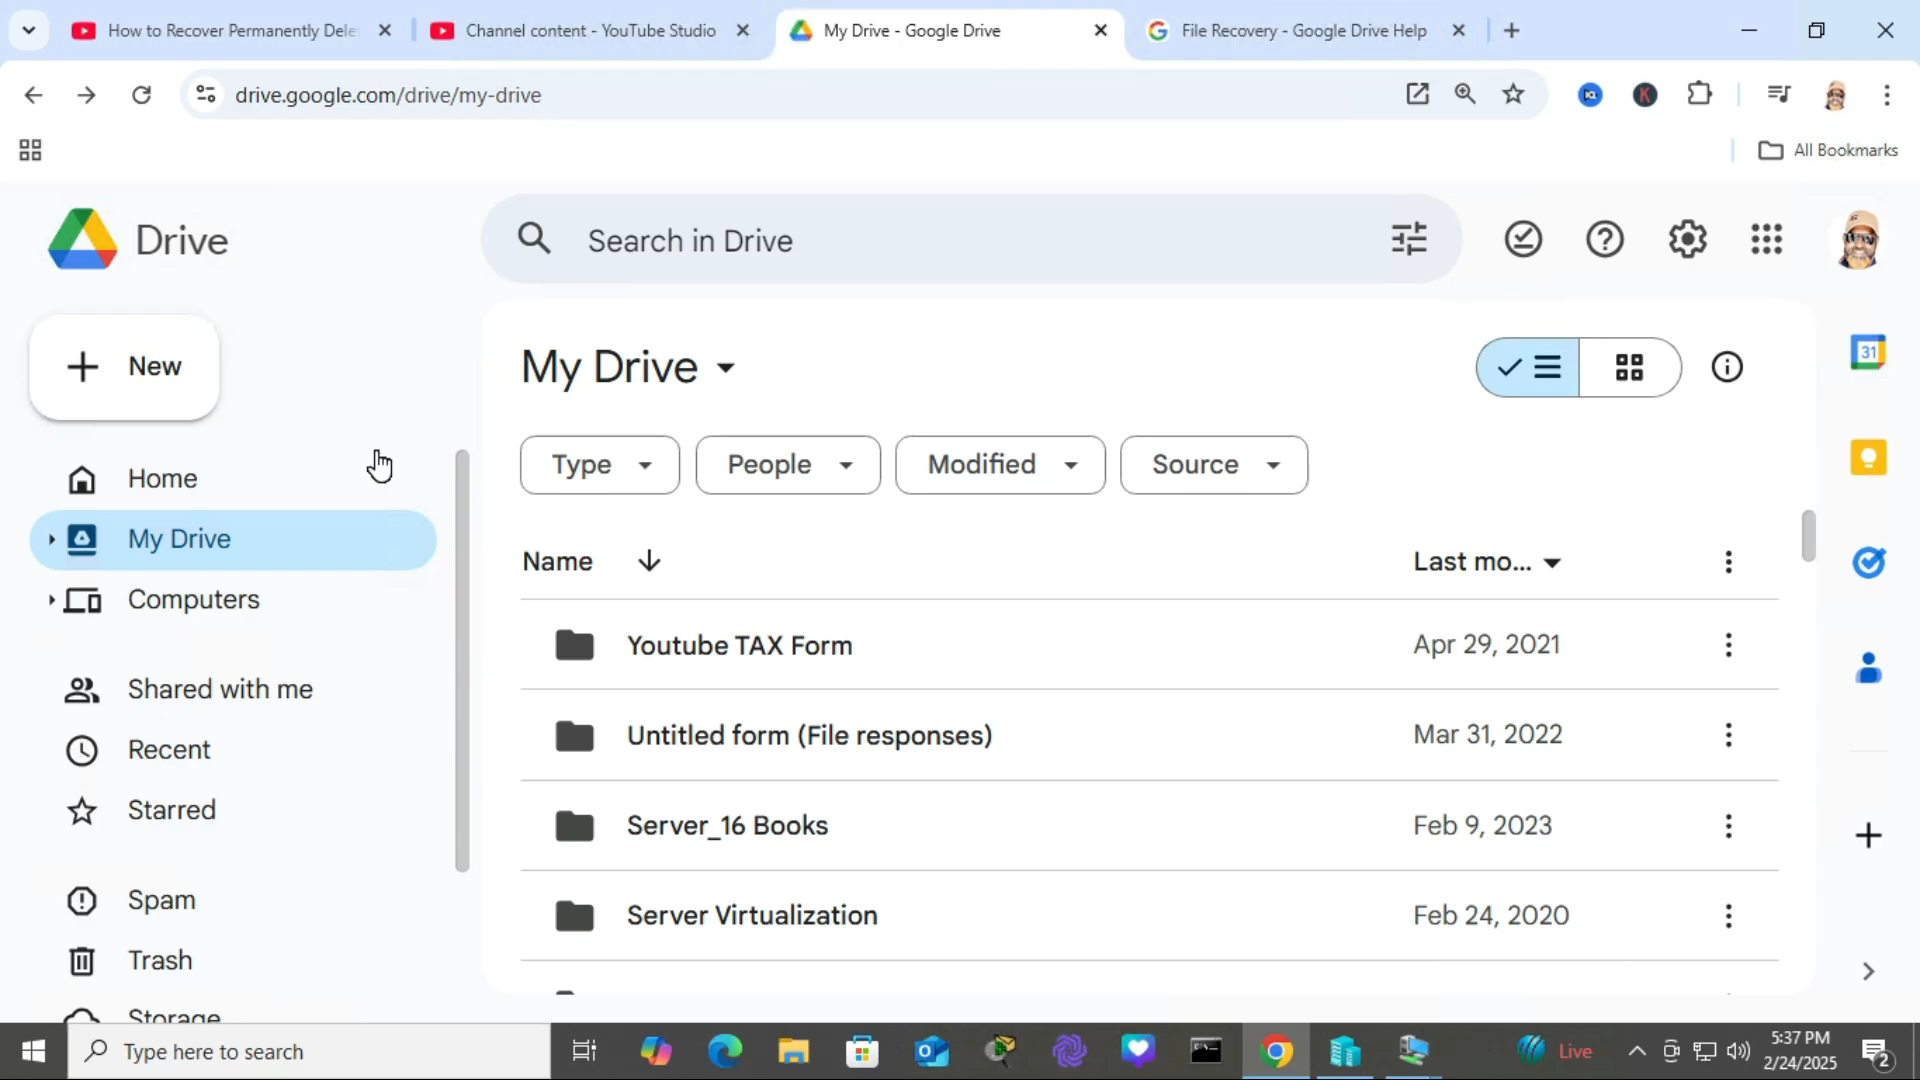 How to Recover Permanently Dele
Channel content - YouTube Studio
My Drive - Google Drive
File Recovery - Google Drive Help
drive.google.com/drive/my-drive
K
All Bookmarks
Drive
Search in Drive
New
My Drive
31
Type
People
Modified
Source
Home
My Drive
Computers
Shared with me
Recent
Starred
Spam
Trash
Storage
Name
Last mo...
Youtube TAX Form
Apr 29, 2021
Untitled form (File responses)
Mar 31, 2022
Server_16 Books
Feb 9, 2023
Server Virtualization
Feb 24, 2020
Type here to search
Live
5:37 PM
2/24/2025
2